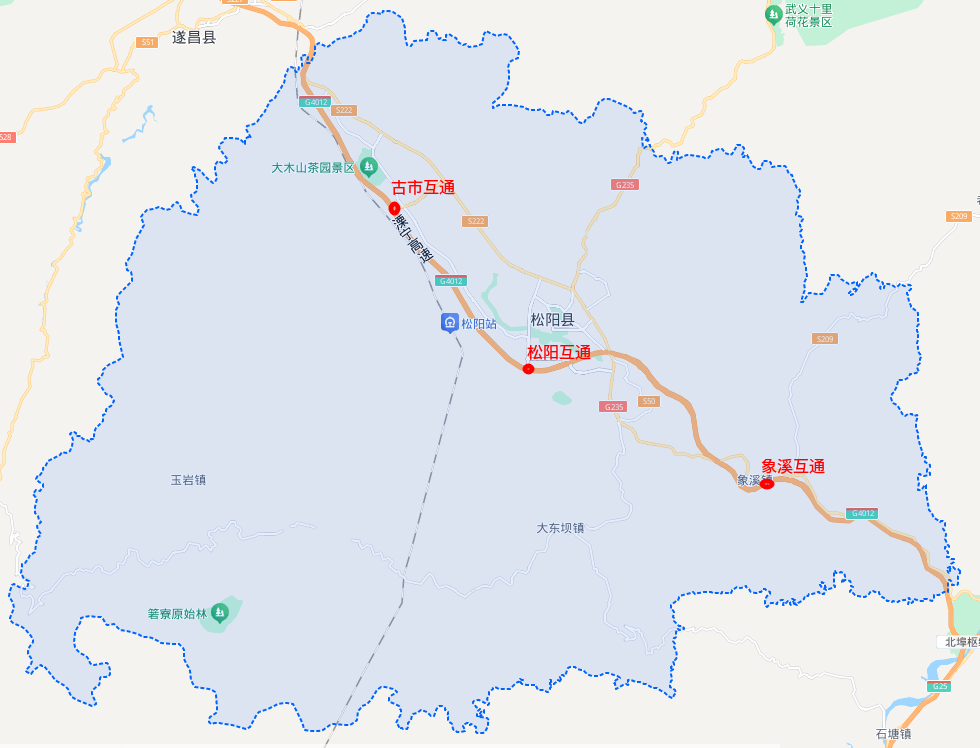 武义十里
荷花景区
S51
遂昌县
G4012
S222
S28
大木山茶园景区
古市互通
G235
S209
S222
溧宁高速
G4012
松阳站
松阳县
S209
松阳互通
G235
S50
象溪互通
玉岩镇
象溪镇
G4012
大东坝镇
箬寮原始林
北埠枢
G25
石塘镇